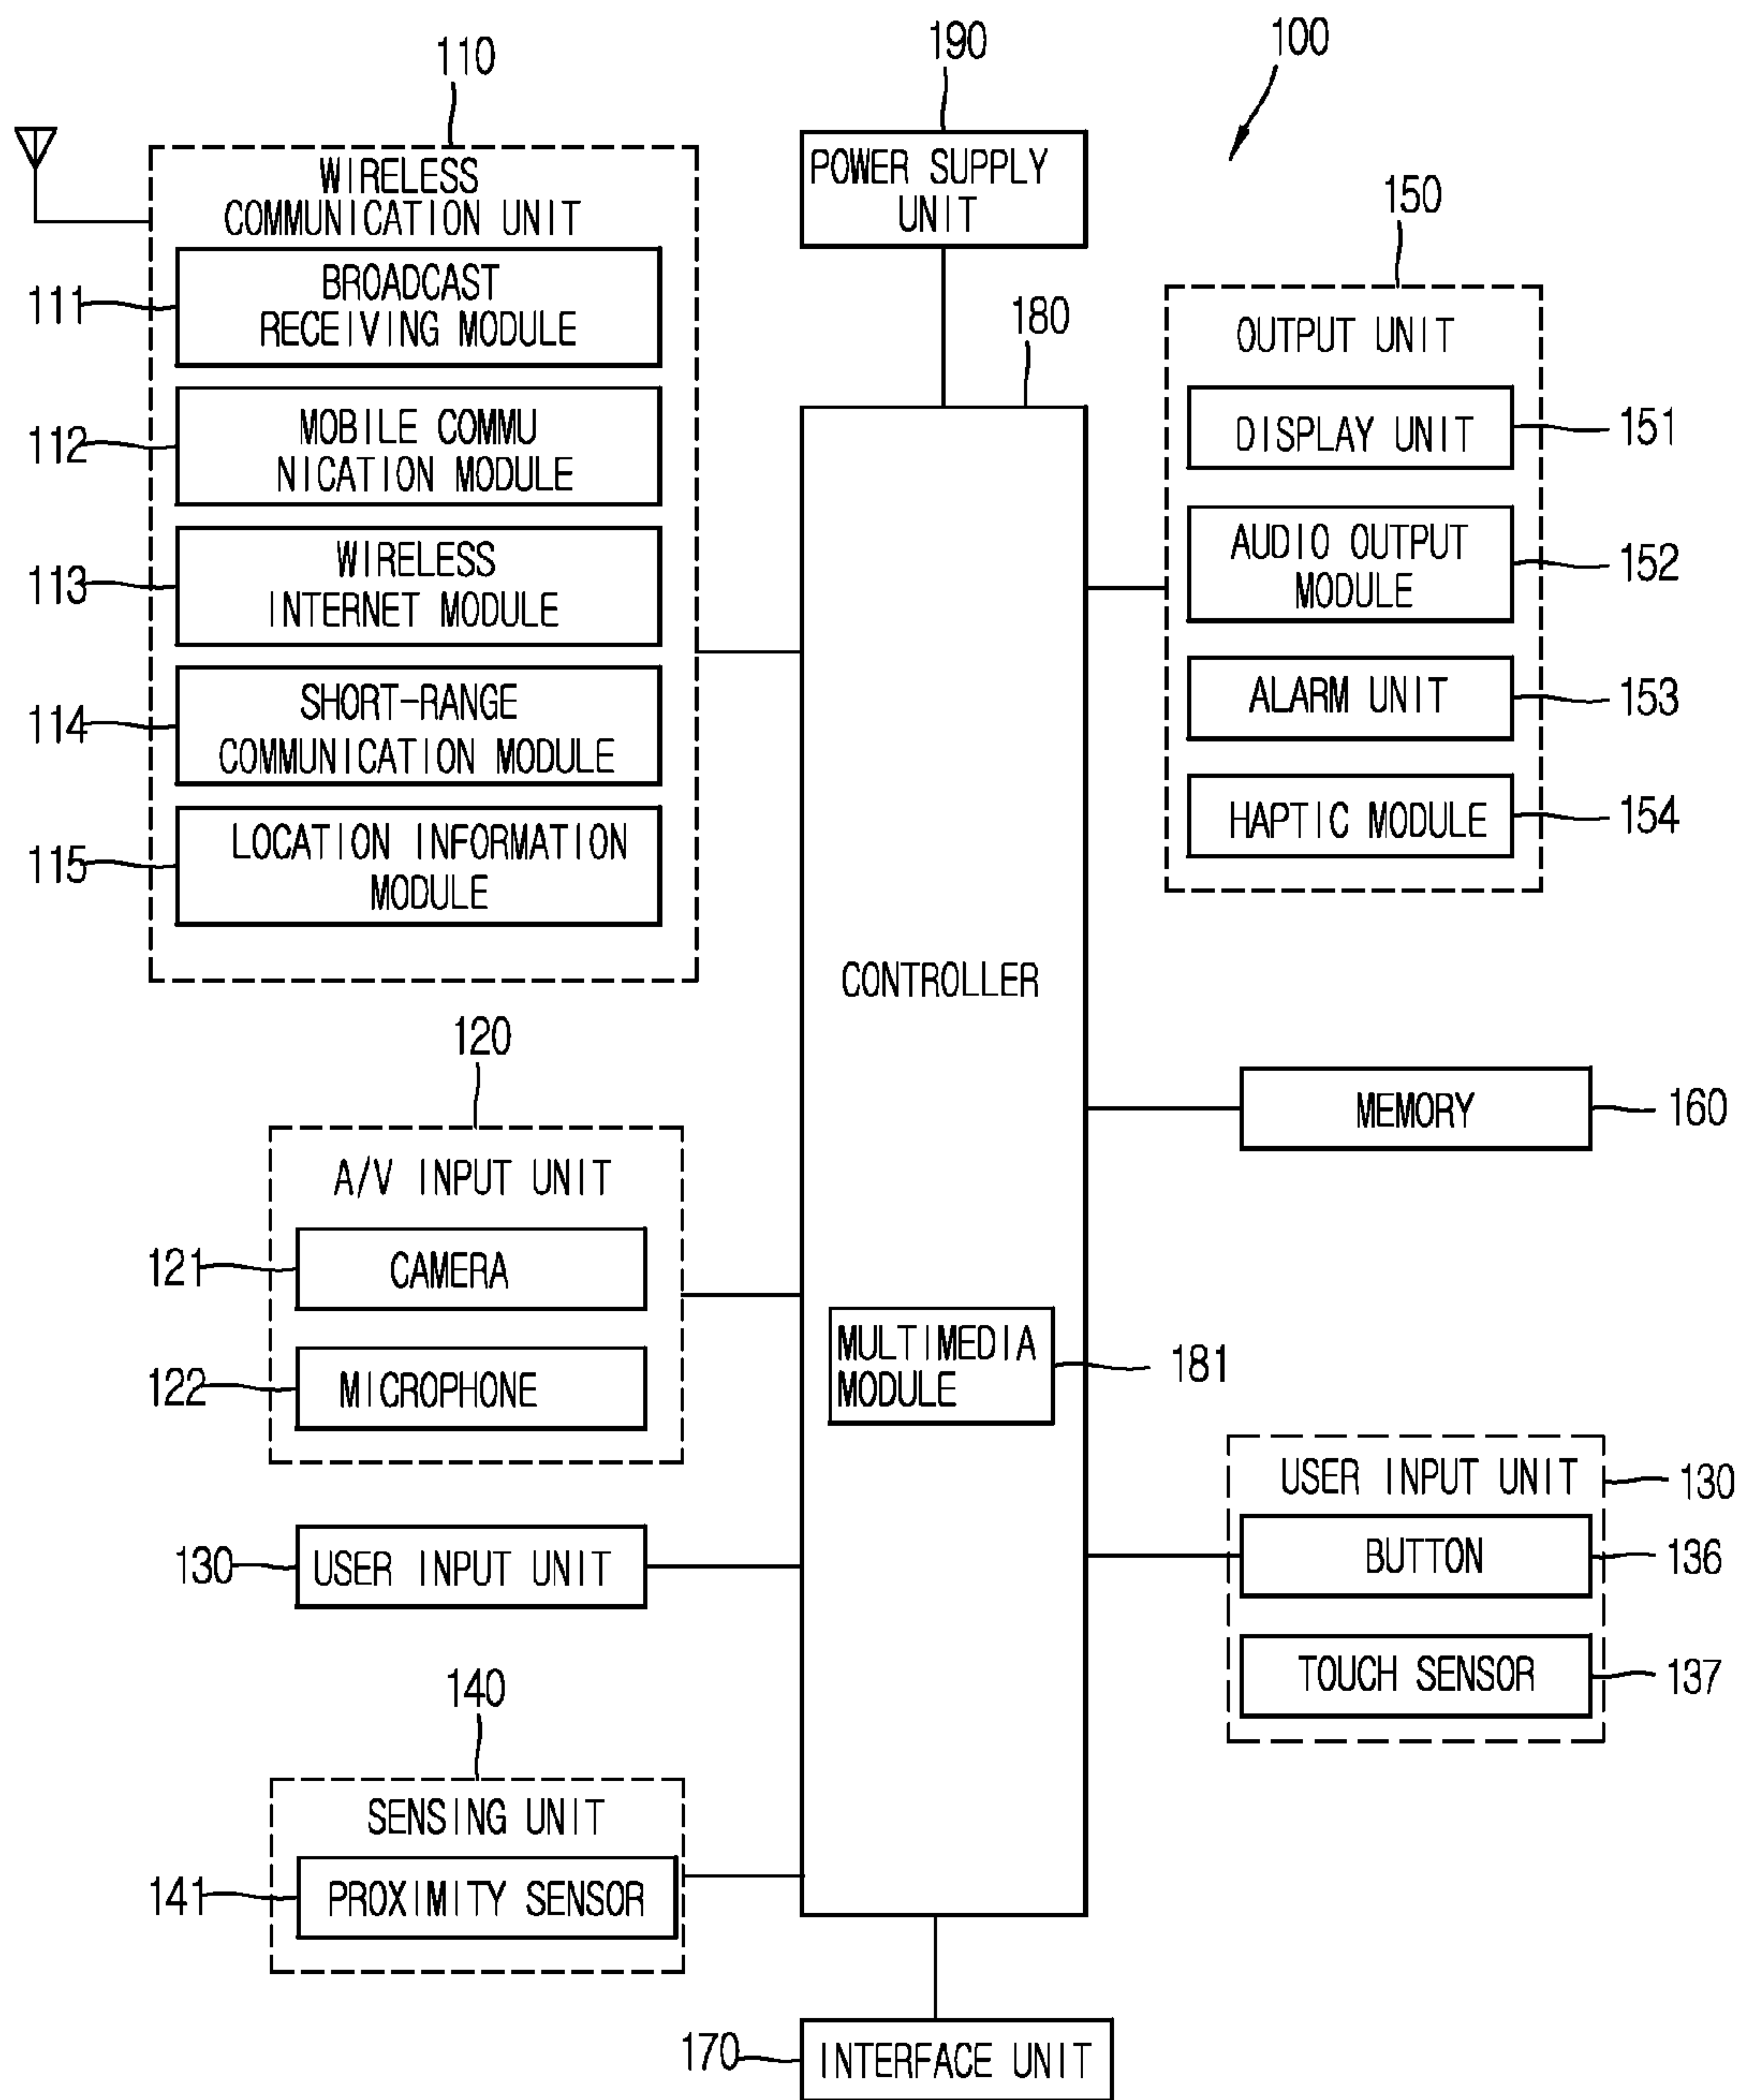 100
190
110
POWER SUPPLY
UNIT
WIRELESS
COMMUNICATION UNIT
111
BROADCAST
RECEIVING MODULE
112
MOBILE COMMU
NICATION MODULE
113
WIRELESS
INTERNET MODULE
114
SHORT-RANGE
COMMUNICATION MODULE
115
LOCATION INFORMATION
MODULE
150
OUTPUT UNIT
DISPLAY UNIT
151
AUDIO OUTPUT
MODULE
152
ALARM UNIT
153
HAPTIC MODULE
154
180
CONTROLLER
MULTIMEDIA
MODULE
181
120
A/V INPUT UNIT
121
CAMERA
122
MICROPHONE
MEMORY
160
130
USER INPUT UNIT
USER INPUT UNIT
130
BUTTON
136
TOUCH SENSOR
137
140
SENSING UNIT
141
PROXIMITY SENSOR
170
INTERFACE UNIT